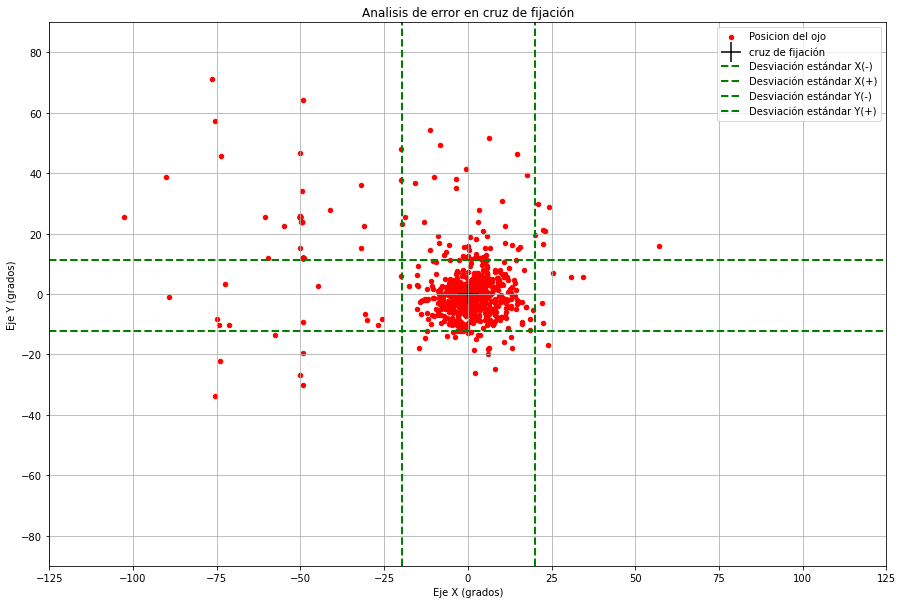 Analisis de error en cruz de fijación
Posicion del ojo
cruz de fijación
Desviación estándar X(-)
Desviación estándar X(+)
Desviación estándar Y(-)
Desviación estándar Y(+)
Eje Y (grados)
80
60
40
20
0
−20
−40
−60
−80
−125 −100 −75 −50 −25 0 25 50 75 100 125
Eje X (grados)